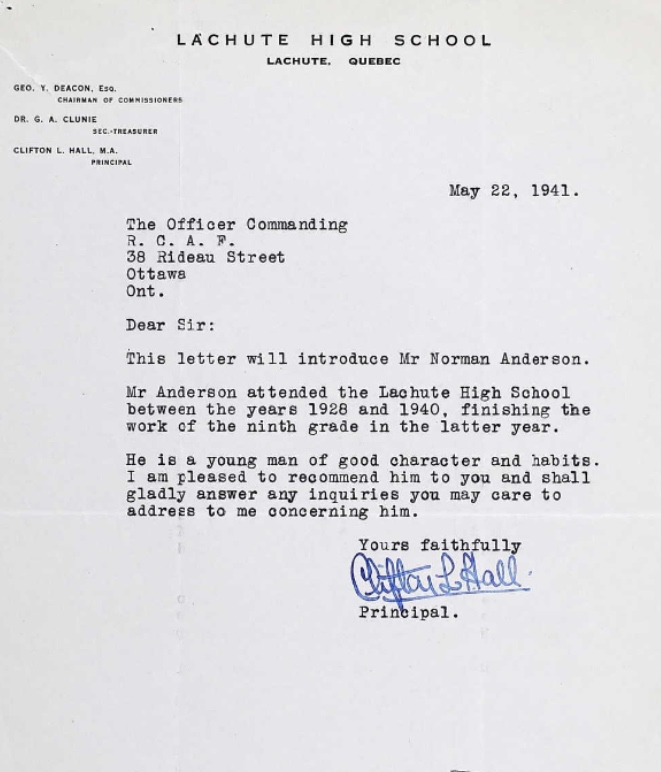 LACHUTE HIGH SCHOOL
LACHUTE, QUEBEC
GEO. Y. DEACON, ESQ.
CHAIRMAN OF COMMISSIONERS
DR. G. A. CLUNIE
SEC.-TREASURER
CLIFTON L. HALL, M.A.
PRINCIPAL
May 22, 1941.
The Officer Commanding
R. C. A. F.
38 Rideau Street
Ottawa
Ont.
Dear Sir:
This letter will introduce Mr Norman Anderson.
Mr Anderson attended the Lachute High School
between the years 1928 and 1940, finishing the
work of the ninth grade in the latter year.
He is a young man of good character and habits.
I am pleased to recommend him to you and shall
gladly answer any inquiries you may care to
address to me concerning him.
Yours faithfully
Clifton L Hall.
Principal.